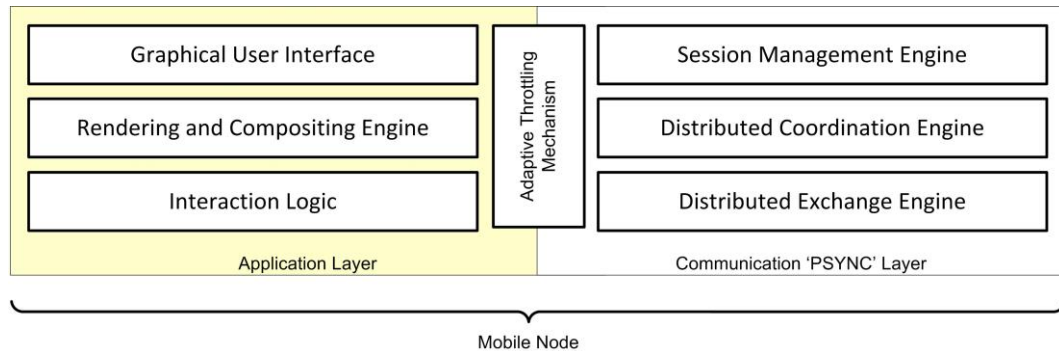 Graphical User Interface
Rendering and Compositing Engine
Interaction Logic
Application Layer
Adaptive Throttling
Mechanism
Session Management Engine
Distributed Coordination Engine
Distributed Exchange Engine
Communication ‘PSYNC’ Layer
Mobile Node